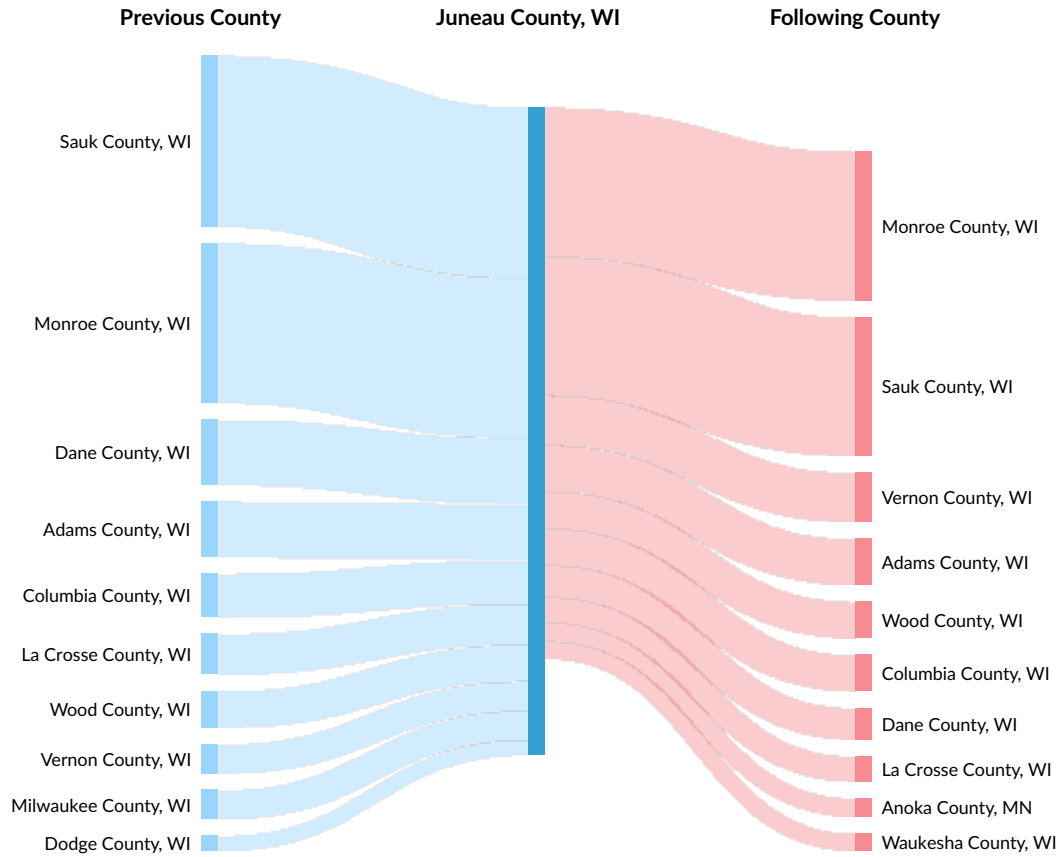 Previous County
Juneau County, WI
Following County
Sauk County, WI
Monroe County, WI
Dane County, WI
Adams County, WI
Columbia County, WI
La Crosse County, WI
Wood County, WI
Vernon County, WI
Milwaukee County, WI
Dodge County, WI
Monroe County, WI
Sauk County, WI
Vernon County, WI
Adams County, WI
Wood County, WI
Columbia County, WI
Dane County, WI
La Crosse County, WI
Anoka County, MN
Waukesha County, WI